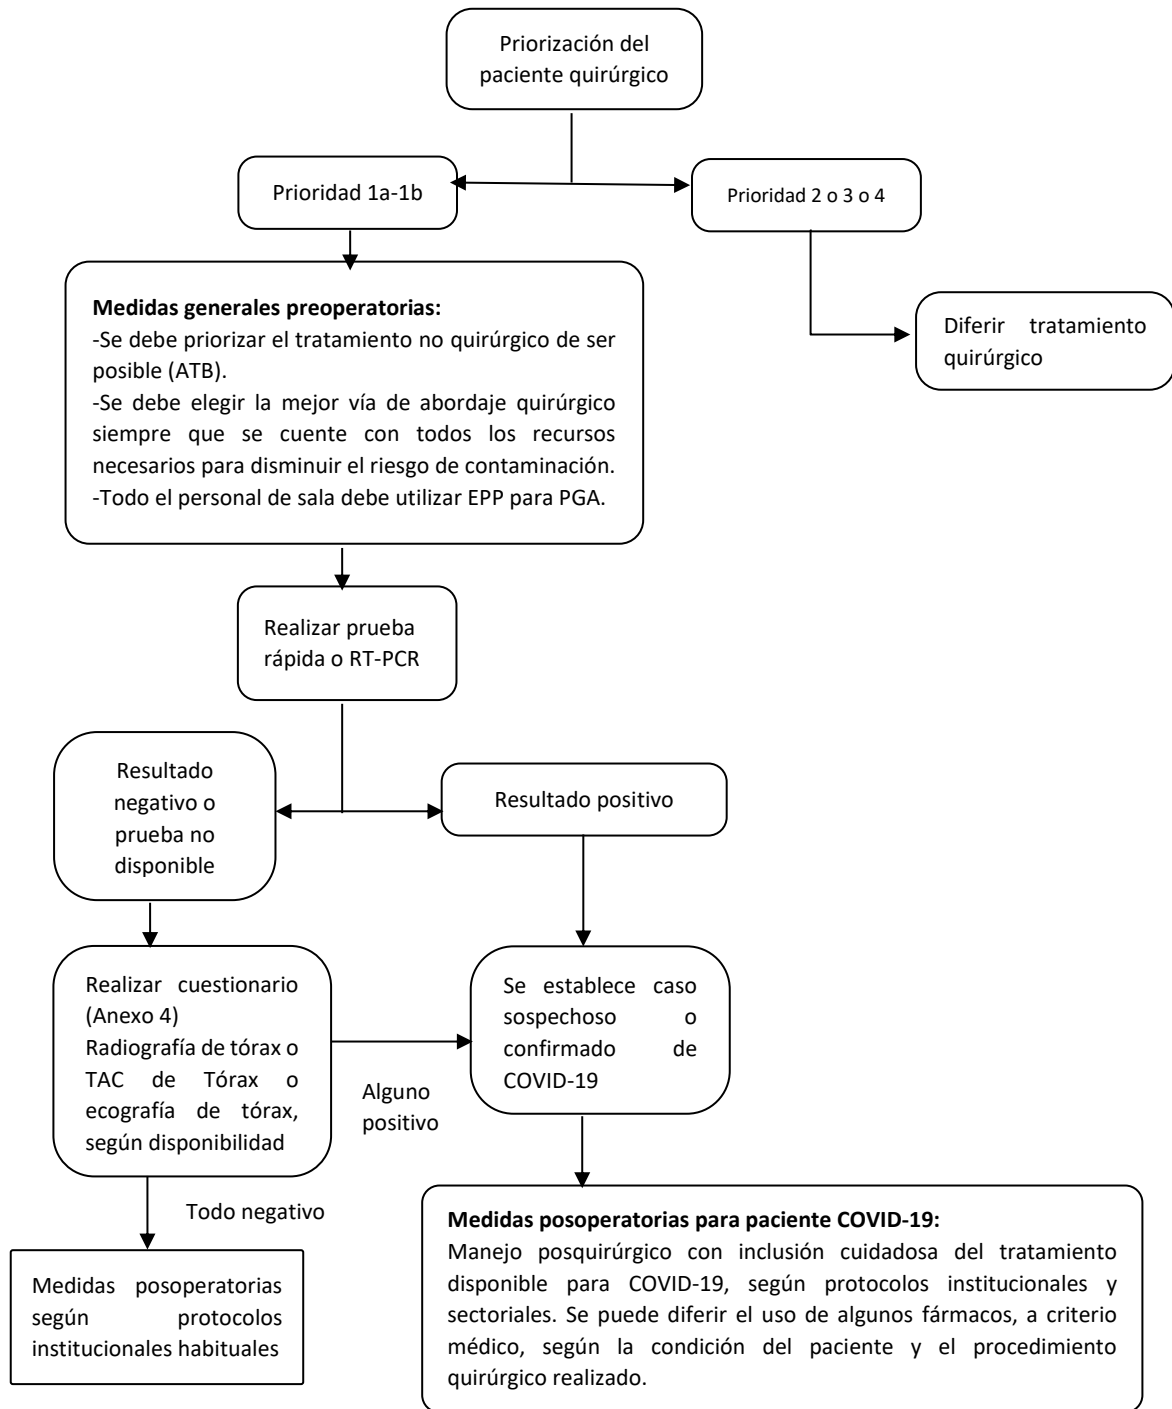 Priorización del
paciente quirúrgico
Prioridad 1a-1b
Prioridad 2 o 3 o 4
Medidas generales preoperatorias:
-Se debe priorizar el tratamiento no quirúrgico de ser
posible (ATB).
-Se debe elegir la mejor vía de abordaje quirúrgico
siempre que se cuente con todos los recursos
necesarios para disminuir el riesgo de contaminación.
-Todo el personal de sala debe utilizar EPP para PGA.
Diferir tratamiento
quirúrgico
Realizar prueba
rápida o RT-PCR
Resultado
negativo o
prueba no
disponible
Resultado positivo
Realizar cuestionario
(Anexo 4)
Radiografía de tórax o
TAC de Tórax o
ecografía de tórax,
según disponibilidad
Alguno
positivo
Se establece caso
sospechoso o
confirmado de
COVID-19
Todo negativo
Medidas posoperatorias
según protocolos
institucionales habituales
Medidas posoperatorias para paciente COVID-19:
Manejo posquirúrgico con inclusión cuidadosa del tratamiento
disponible para COVID-19, según protocolos institucionales y
sectoriales. Se puede diferir el uso de algunos fármacos, a criterio
médico, según la condición del paciente y el procedimiento
quirúrgico realizado.